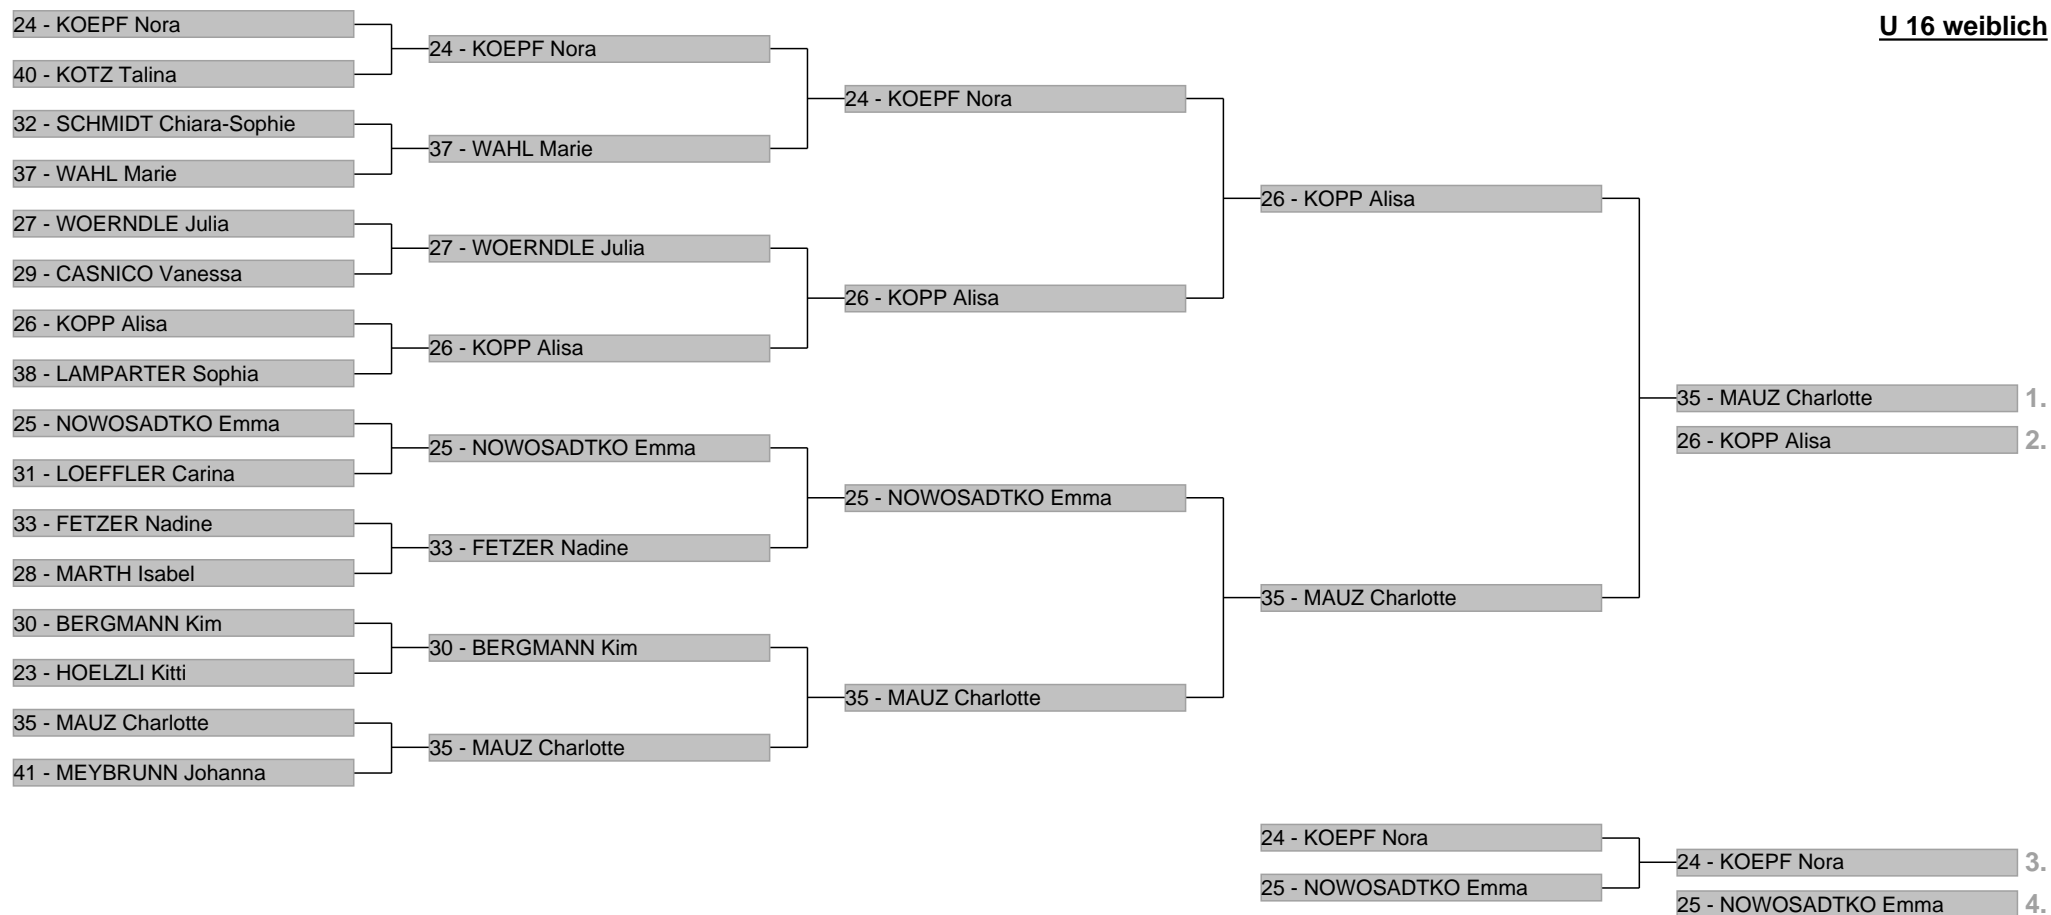 U 16 weiblich
24 - KOEPF Nora
40 - KOTZ Talina
32 - SCHMIDT Chiara-Sophie
37 - WAHL Marie
27 - WOERNDLE Julia
29 - CASNICO Vanessa
26 - KOPP Alisa
38 - LAMPARTER Sophia
25 - NOWOSADTKO Emma
31 - LOEFFLER Carina
33 - FETZER Nadine
28 - MARTH Isabel
30 - BERGMANN Kim
23 - HOELZLI Kitti
35 - MAUZ Charlotte
41 - MEYBRUNN Johanna
24 - KOEPF Nora
37 - WAHL Marie
27 - WOERNDLE Julia
26 - KOPP Alisa
25 - NOWOSADTKO Emma
33 - FETZER Nadine
30 - BERGMANN Kim
35 - MAUZ Charlotte
24 - KOEPF Nora
26 - KOPP Alisa
25 - NOWOSADTKO Emma
35 - MAUZ Charlotte
26 - KOPP Alisa
35 - MAUZ Charlotte
35 - MAUZ Charlotte 1.
26 - KOPP Alisa 2.
24 - KOEPF Nora
25 - NOWOSADTKO Emma
24 - KOEPF Nora 3.
25 - NOWOSADTKO Emma 4.